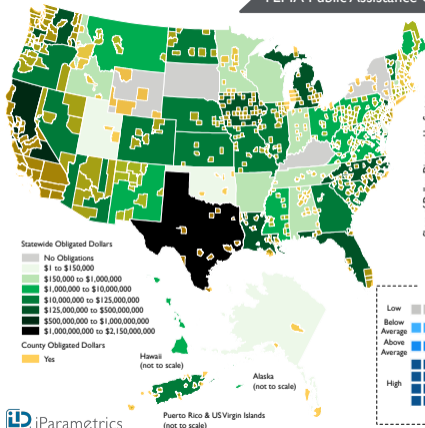 FEMA Public Assistance
Statewide Obligated Dollars
No Obligations
$1 to $150,000
$150,000 to $1,000,000
$1,000,000 to $10,000,000
$10,000,000 to $125,000,000
$125,000,000 to $500,000,000
$500,000,000 to $1,000,000,000
$1,000,000,000 to $2,150,000,000
County Obligated Dollars
Yes
Hawaii
(not to scale)
Alaska
(not to scale)
Puerto Rico & US Virgin Islands
(not to scale)
Low
Below
Average
Above
Average
High
iParametrics